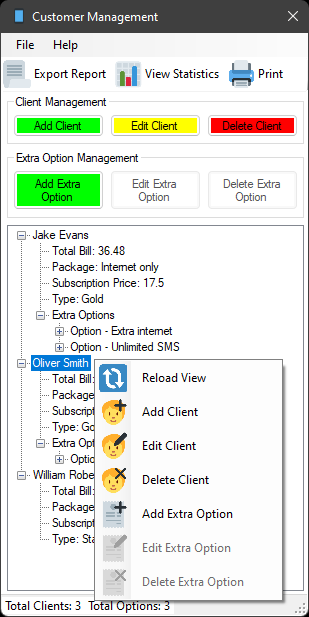 Customer Management
File Help
Export Report View Statistics Print
Client Management
Add Client Edit Client Delete Client
Extra Option Management
Add Extra Option Edit Extra Option Delete Extra Option
Jake Evans
Total Bill: 36.48
Package: Internet only
Subscription Price: 17.5
Type: Gold
Extra Options
Option - Extra internet
Option - Unlimited SMS
Oliver Smith
Total Bill:
Package
Subscript
Type: Go
Extra Opt
Optio
William Robe
Total Bill:
Package
Subscript
Type: Sta
Reload View
Add Client
Edit Client
Delete Client
Add Extra Option
Edit Extra Option
Delete Extra Option
Total Clients: 3 Total Options: 3